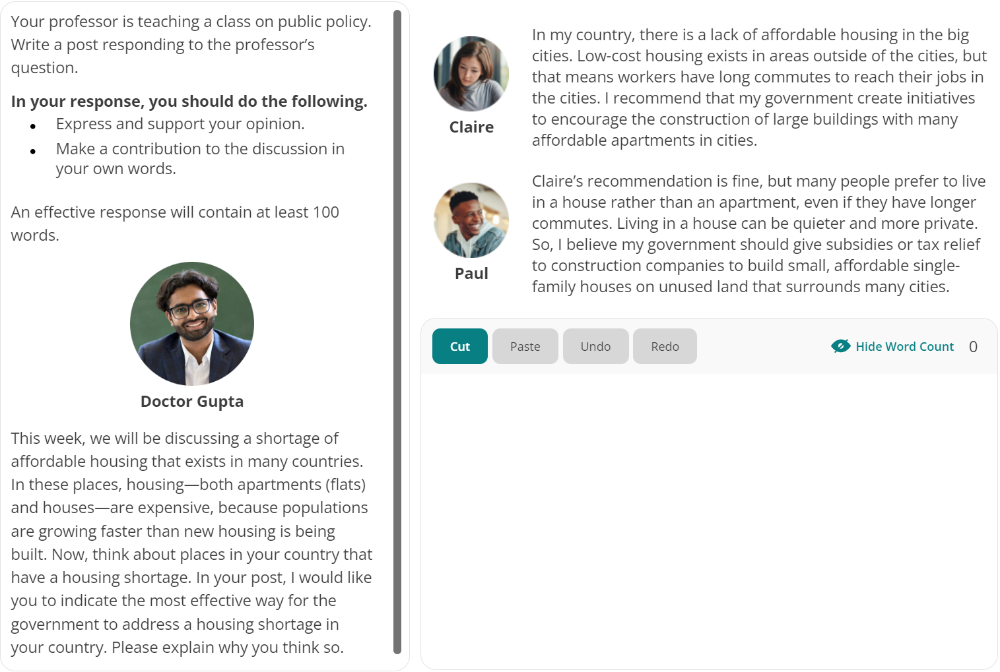 Your professor is teaching a class on public policy.
Write a post responding to the professor’s
question.
In your response, you should do the following.
• Express and support your opinion.
• Make a contribution to the discussion in
your own words.
An effective response will contain at least 100
words.
Doctor Gupta
This week, we will be discussing a shortage of
affordable housing that exists in many countries.
In these places, housing—both apartments (flats)
and houses—are expensive, because populations
are growing faster than new housing is being
built. Now, think about places in your country that
have a housing shortage. In your post, I would like
you to indicate the most effective way for the
government to address a housing shortage in
your country. Please explain why you think so.
In my country, there is a lack of affordable housing in the big
cities. Low-cost housing exists in areas outside of the cities, but
that means workers have long commutes to reach their jobs in
the cities. I recommend that my government create initiatives
to encourage the construction of large buildings with many
affordable apartments in cities.
Claire
Claire’s recommendation is fine, but many people prefer to live
in a house rather than an apartment, even if they have longer
commutes. Living in a house can be quieter and more private.
So, I believe my government should give subsidies or tax relief
to construction companies to build small, affordable single-
family houses on unused land that surrounds many cities.
Paul
Cut Paste Undo Redo Hide Word Count 0